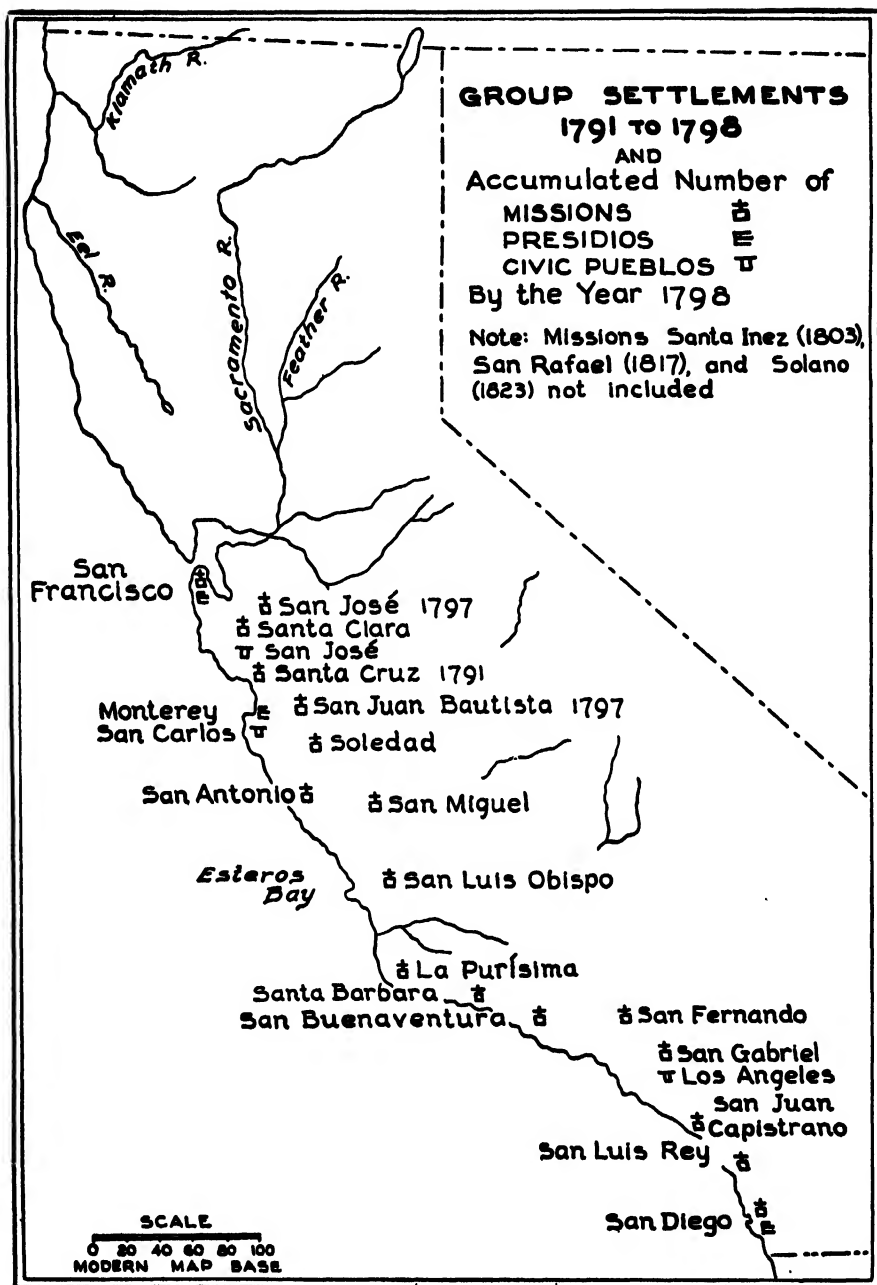 Klamath R.
Eel R.
Sacramento R.
Feather R.
GROUP SETTLEMENTS
1791 TO 1798
AND
Accumulated Number of
MISSIONS
PRESIDIOS
CIVIC PUEBLOS
By the Year 1798
Note: Missions Santa Inez (1803),
San Rafael (1817), and Solano
(1823) not included
San
Francisco
San José 1797
Santa Clara
San José
Santa Cruz 1791
Monterey
San Juan Bautista 1797
San Carlos
Soledad
San Antonio
San Miguel
Esteros
Bay
San Luis Obispo
La Purísima
Santa Barbara
San Buenaventura
San Fernando
San Gabriel
Los Angeles
San Juan
Capistrano
San Luis Rey
San Diego
SCALE
0 20 40 60 80 100
MODERN MAP BASE